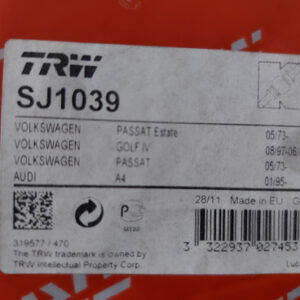 TRW
SJ1039
VOLKSWAGEN PASSAT Estate 05/73-
VOLKSWAGEN GOLF IV 08/97-06
VOLKSWAGEN PASSAT 05/73-
AUDI A4 01/95-
28/11 Made in EU
319577 / 470
3 322937 027453
The TRW trademark is owned by
TRW Intellectual Property Corp.